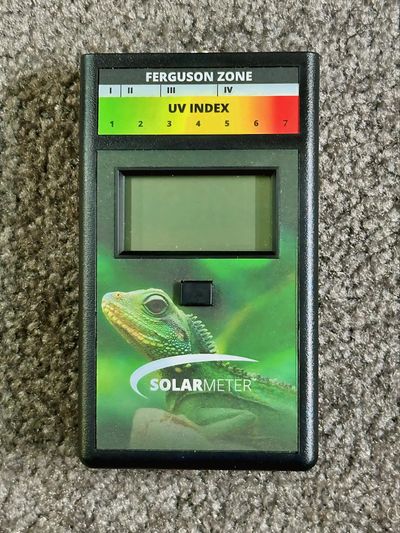 FERGUSON ZONE
I II III IV
UV INDEX
1 2 3 4 5 6 7
SOLARMETER